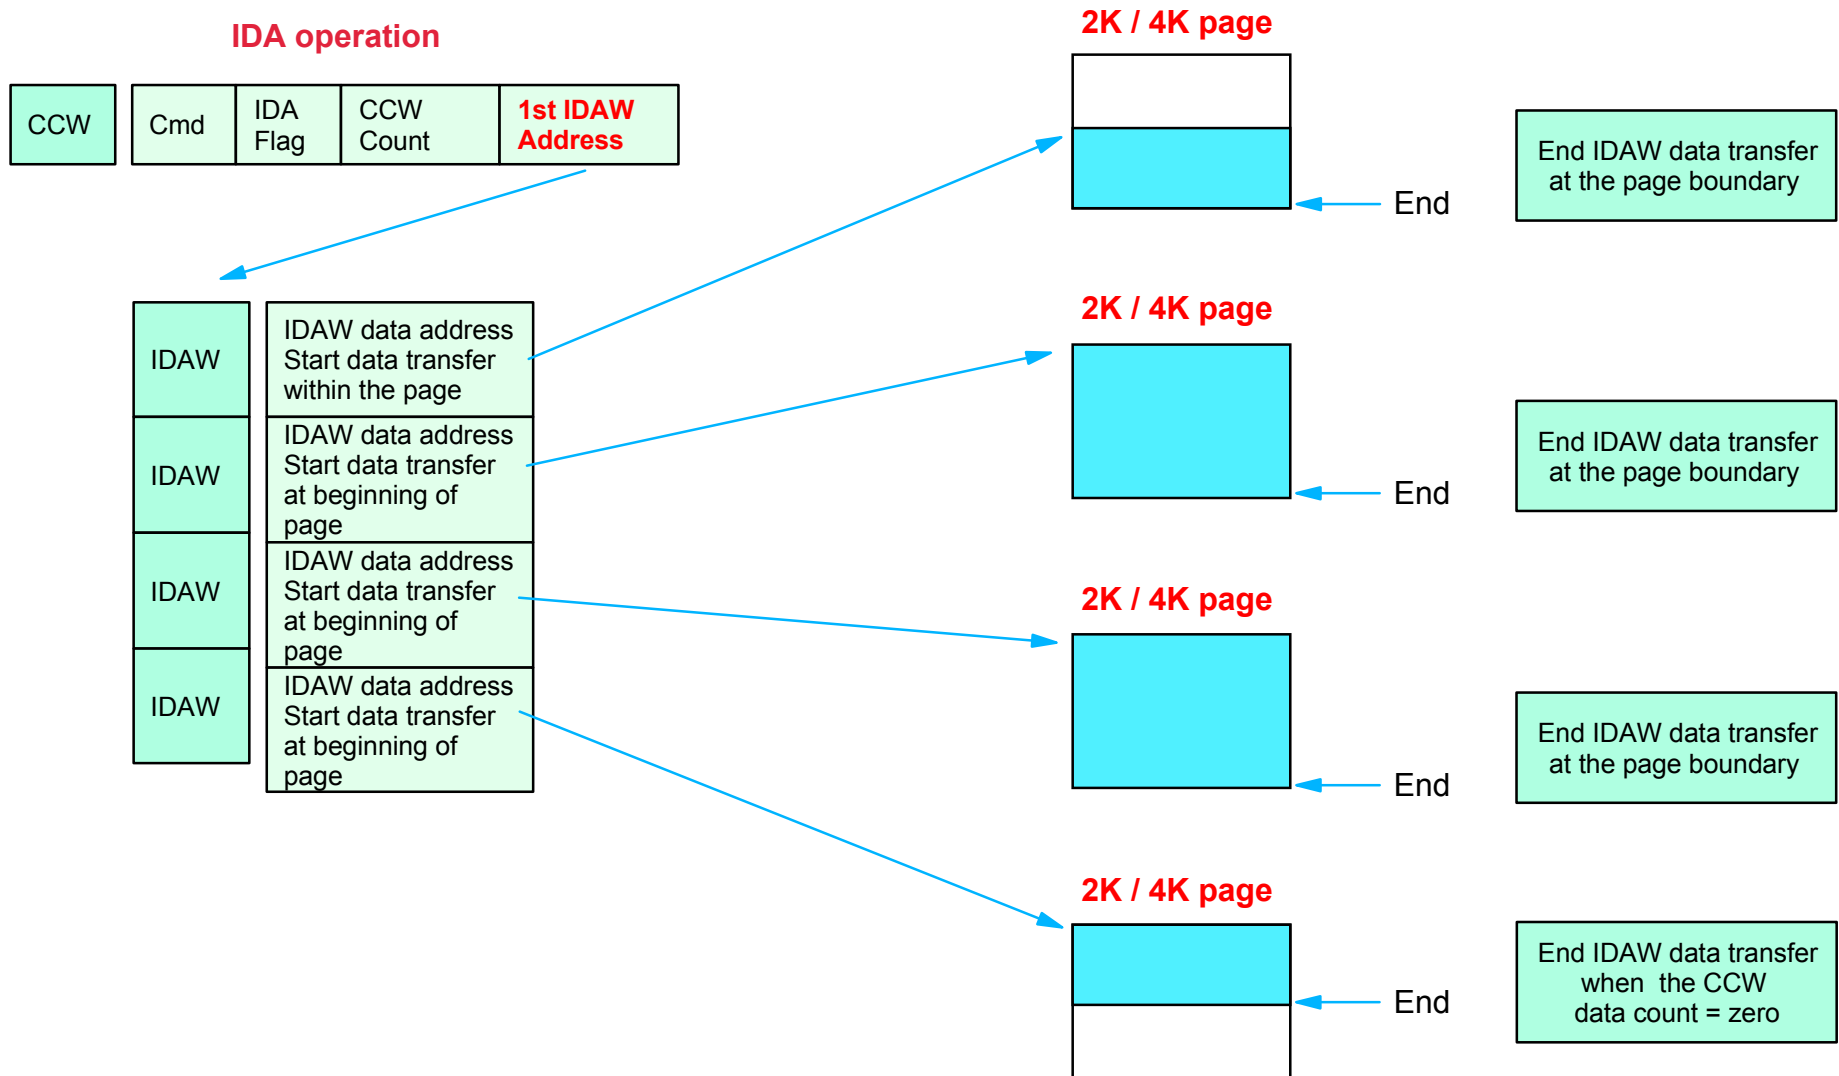 IDA operation
CCW
Cmd
IDA
Flag
CCW
Count
1st IDAW
Address
IDAW
IDAW data address
Start data transfer
within the page
IDAW
IDAW data address
Start data transfer
at beginning of
page
IDAW
IDAW data address
Start data transfer
at beginning of
page
IDAW
IDAW data address
Start data transfer
at beginning of
page
2K / 4K page
End
End IDAW data transfer
at the page boundary
2K / 4K page
End
End IDAW data transfer
at the page boundary
2K / 4K page
End
End IDAW data transfer
at the page boundary
2K / 4K page
End
End IDAW data transfer
when the CCW
data count = zero